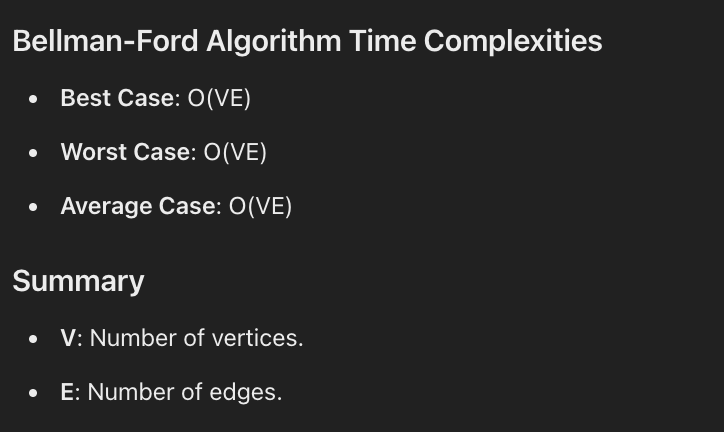 Bellman-Ford Algorithm Time Complexities
• Best Case: O(VE)
• Worst Case: O(VE)
• Average Case: O(VE)
Summary
• V: Number of vertices.
• E: Number of edges.